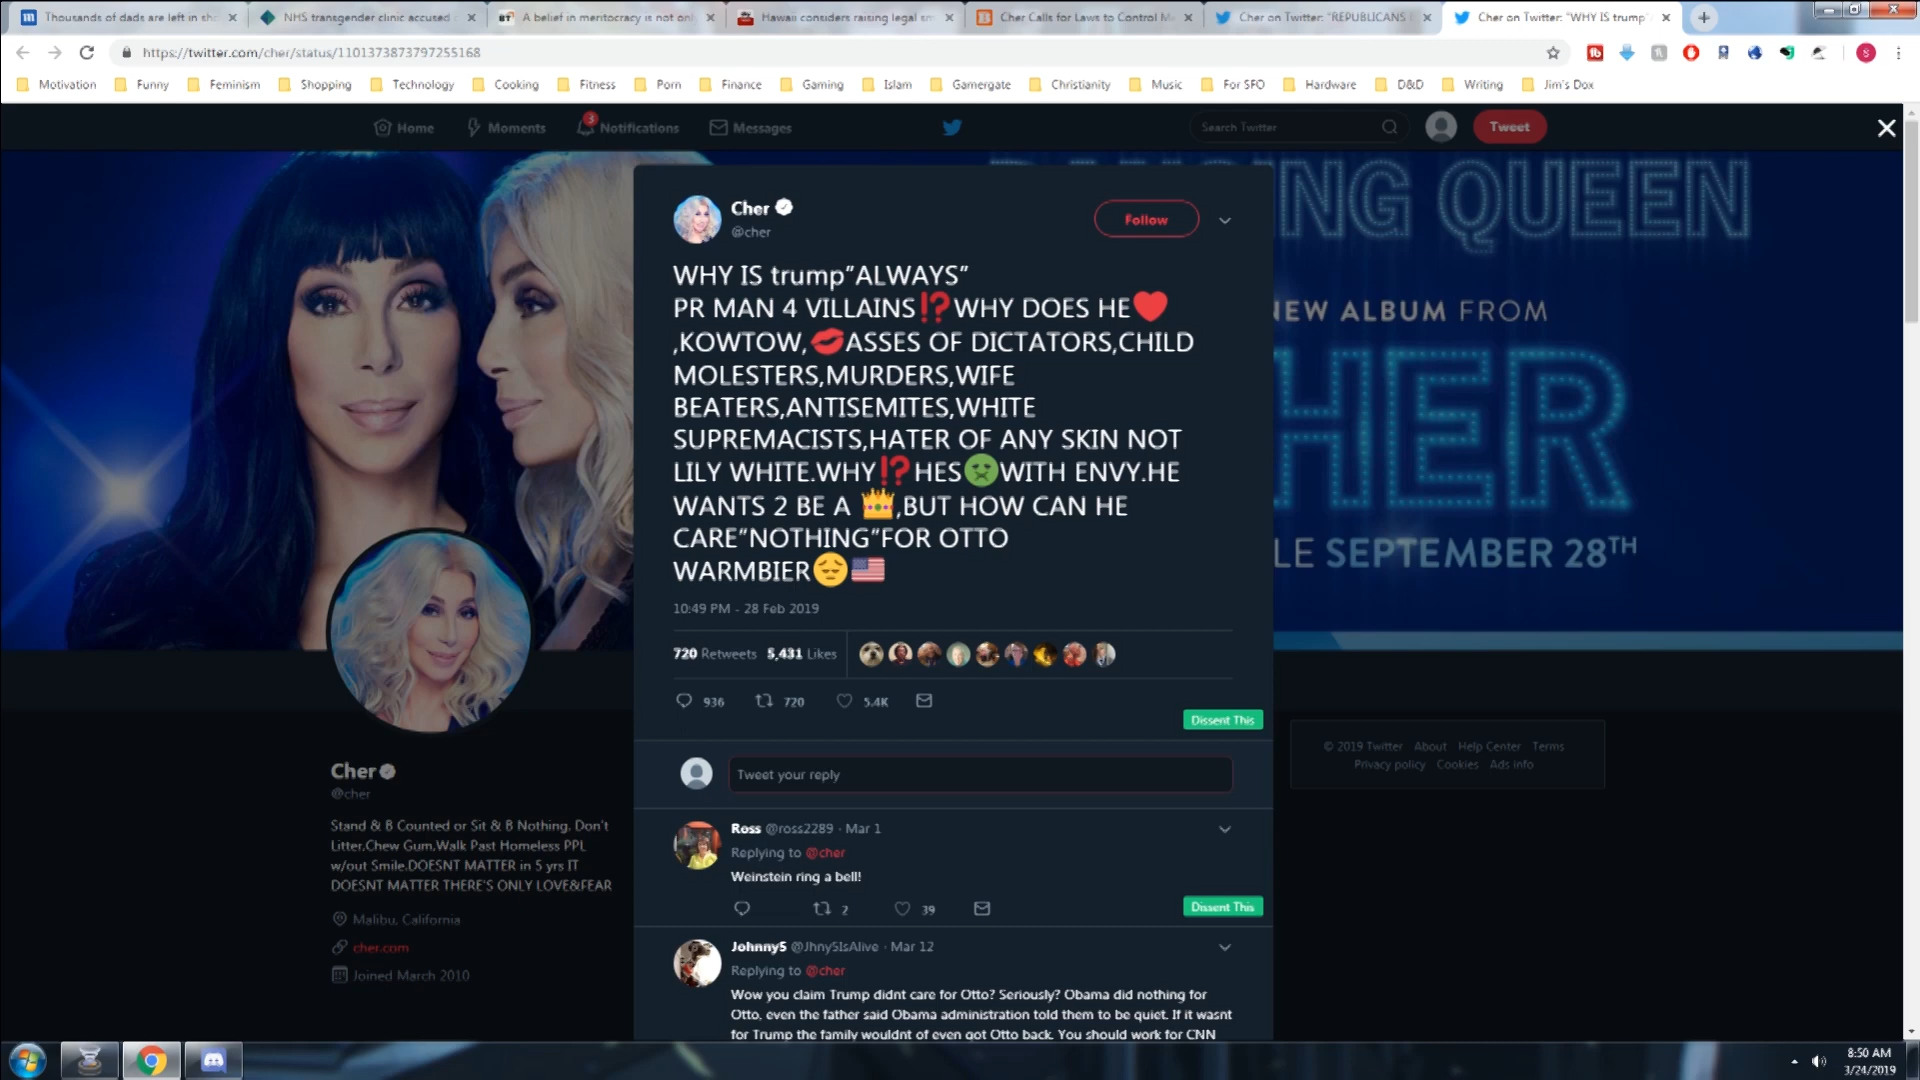 Thousands of dads are left in sh
NHS transgender clinic accused
A belief in meritocracy is not onl
Hawaii considers raising legal sm
Cher Calls for Laws to Control M
Cher on Twitter: "REPUBLICANS
Cher on Twitter: "WHY IS trump"
https://twitter.com/cher/status/1101373873797255168
Motivation Funny Feminism Shopping Technology Cooking Fitness Porn Finance Gaming Islam Gamergate Christianity Music For SFO Hardware D&D Writing Jim's Dox
Home Moments 3 Notifications Messages Search Twitter Tweet
NG QUEEN
NEW ALBUM FROM
HER
LE SEPTEMBER 28TH
Cher
@cher
Follow
WHY IS trump"ALWAYS"
PR MAN 4 VILLAINS⁉️WHY DOES HE❤️
,KOWTOW,💋ASSES OF DICTATORS,CHILD
MOLESTERS,MURDERS,WIFE
BEATERS,ANTISEMITES,WHITE
SUPREMACISTS,HATER OF ANY SKIN NOT
LILY WHITE.WHY⁉️HES🤢WITH ENVY.HE
WANTS 2 BE A 👑,BUT HOW CAN HE
CARE"NOTHING"FOR OTTO
WARMBIER😔🇺🇸
10:49 PM - 28 Feb 2019
720 Retweets 5,431 Likes
936 720 5.4K
Dissent This
Tweet your reply
Ross @ross2289 · Mar 1
Replying to @cher
Weinstein ring a bell!
2 39
Dissent This
Johnny5 @Jhny5IsAlive · Mar 12
Replying to @cher
Wow you claim Trump didnt care for Otto? Seriously? Obama did nothing for
Otto, even the father said Obama administration told them to be quiet. If it wasnt
for Trump the family wouldnt of even got Otto back. You should work for CNN
Cher
@cher
Stand & B Counted or Sit & B Nothing. Don't
Litter,Chew Gum,Walk Past Homeless PPL
w/out Smile.DOESNT MATTER in 5 yrs IT
DOESNT MATTER THERE'S ONLY LOVE&FEAR
Malibu, California
cher.com
Joined March 2010
© 2019 Twitter About Help Center Terms
Privacy policy Cookies Ads info
8:50 AM
3/24/2019